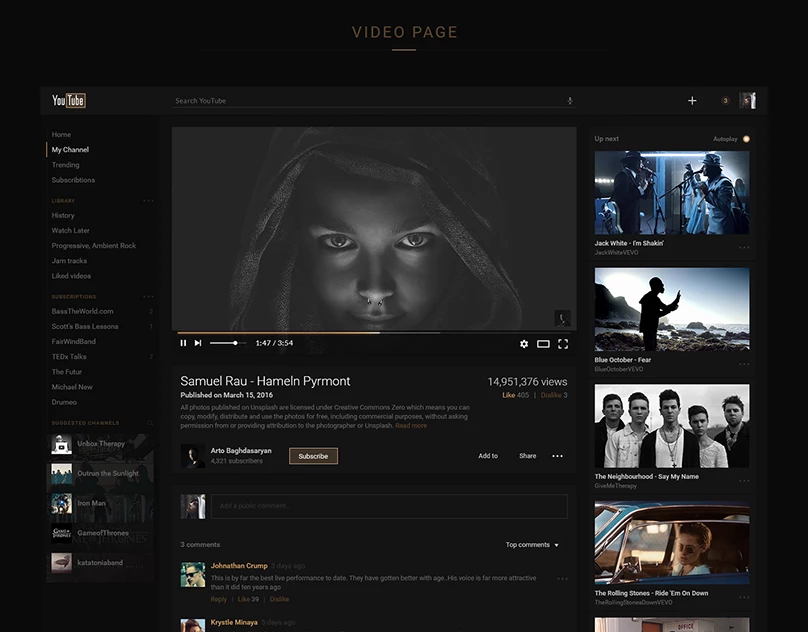 VIDEO PAGE
YouTube
Search YouTube
3
Home
My Channel
Trending
Subscribtions
LIBRARY
History
Watch Later
Progressive, Ambient Rock
Jam tracks
Liked videos
SUBSCRIPTIONS
BassTheWorld.com 2
Scott's Bass Lessons 1
FairWindBand
TEDx Talks 7
The Futur
Michael New
Drumeo
SUGGESTED CHANNELS
Unbox Therapy
Outrun the Sunlight
Iron Man
GameofThrones
katatoniaband
1:47 / 3:54
Samuel Rau - Hameln Pyrmont
14,951,376 views
Published on March 15, 2016
Like 405 | Dislike 3
All photos published on Unsplash are licensed under Creative Commons Zero which means you can
copy, modify, distribute and use the photos for free, including commercial purposes, without asking
permission from or providing attribution to the photographer or Unsplash. Read more
Arto Baghdasaryan
4,321 subscribers
Subscribe
Add to
Share
Add a public comment...
3 comments
Top comments
Johnathan Crump 3 days ago
This is by far the best live performance to date. They have gotten better with age..His voice is far more attractive
than it did ten years ago
Reply | Like 39 | Dislike
Krystle Minaya 5 days ago
Up next
Autoplay
Jack White - I'm Shakin'
JackWhiteVEVO
Blue October - Fear
BlueOctoberVEVO
The Neighbourhood - Say My Name
GiveMeTherapy
The Rolling Stones - Ride 'Em On Down
TheRollingStonesDownVEVO
OFFICE